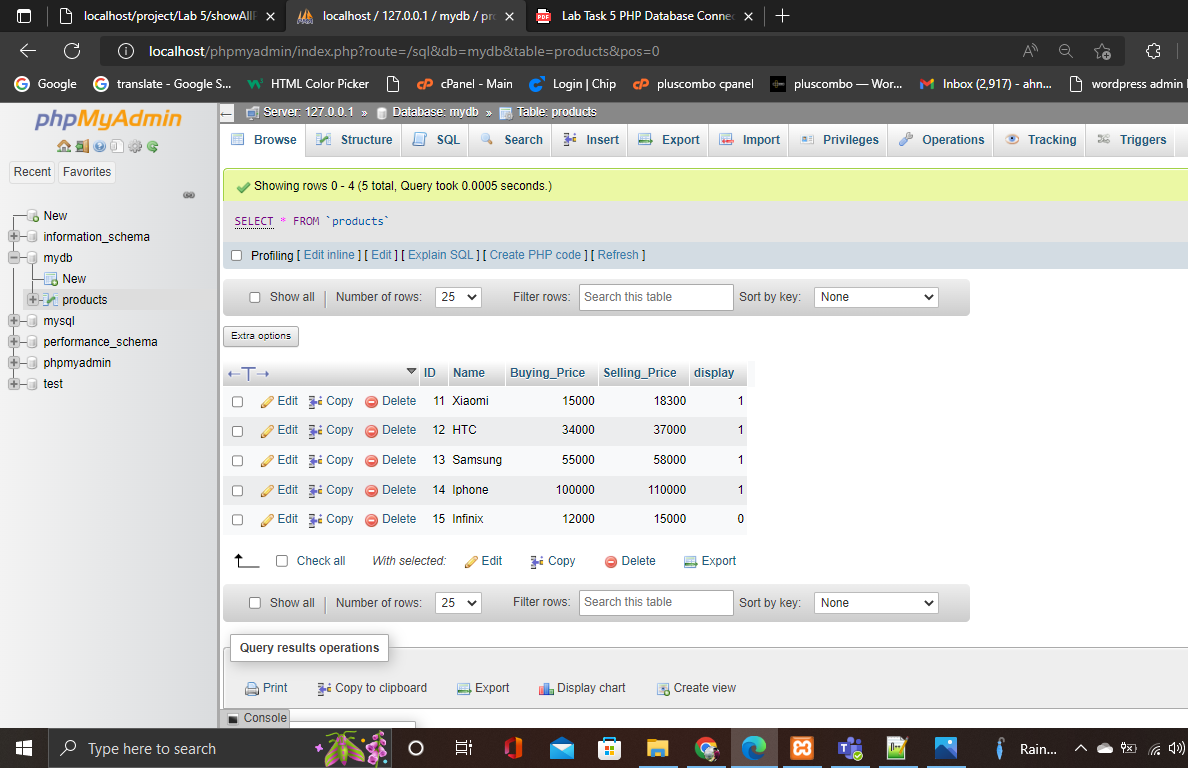 localhost/project/Lab 5/showAllP
localhost / 127.0.0.1 / mydb / pro
Lab Task 5 PHP Database Connec
localhost/phpmyadmin/index.php?route=/sql&db=mydb&table=products&pos=0
Google translate - Google S... HTML Color Picker cPanel - Main Login | Chip pluscombo cpanel pluscombo — Wor... Inbox (2,917) - ahn... wordpress admin
phpMyAdmin
Recent Favorites
New
information_schema
mydb
New
products
mysql
performance_schema
phpmyadmin
test
Server: 127.0.0.1 » Database: mydb » Table: products
Browse Structure SQL Search Insert Export Import Privileges Operations Tracking Triggers
Showing rows 0 - 4 (5 total, Query took 0.0005 seconds.)
SELECT * FROM `products`
Profiling [ Edit inline ] [ Edit ] [ Explain SQL ] [ Create PHP code ] [ Refresh ]
Show all Number of rows: 25 Filter rows: Search this table Sort by key: None
Extra options
←T→ ID Name Buying_Price Selling_Price display
Edit Copy Delete 11 Xiaomi 15000 18300 1
Edit Copy Delete 12 HTC 34000 37000 1
Edit Copy Delete 13 Samsung 55000 58000 1
Edit Copy Delete 14 Iphone 100000 110000 1
Edit Copy Delete 15 Infinix 12000 15000 0
Check all With selected: Edit Copy Delete Export
Show all Number of rows: 25 Filter rows: Search this table Sort by key: None
Query results operations
Print Copy to clipboard Export Display chart Create view
Console
Type here to search
Rain...